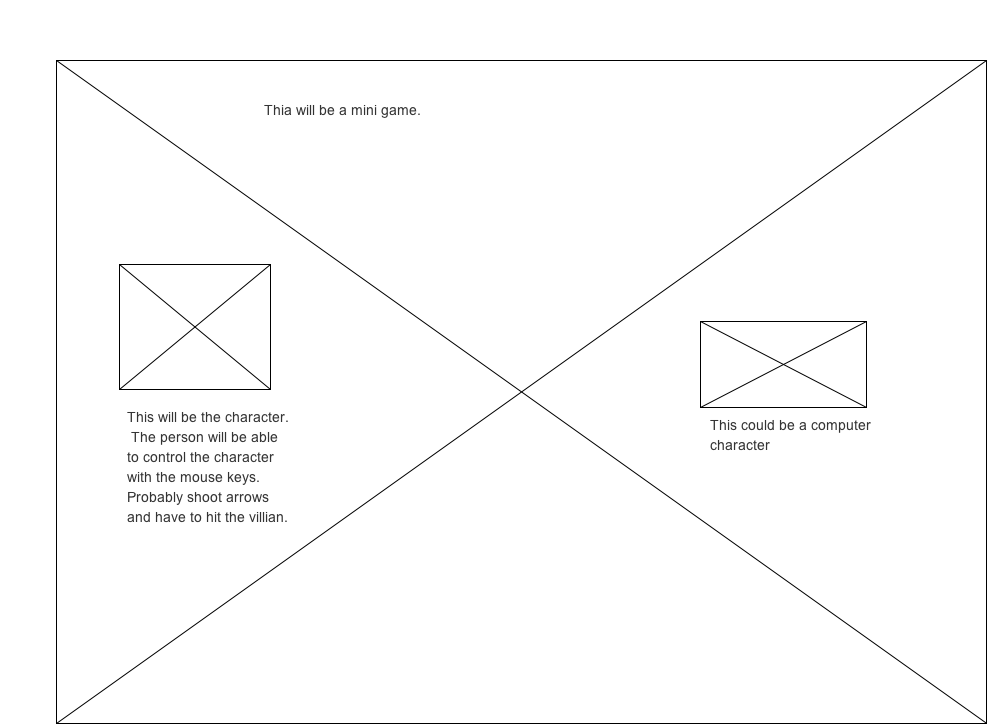 Thia will be a mini game.
This will be the character.
The person will be able
to control the character
with the mouse keys.
Probably shoot arrows
and have to hit the villian.
This could be a computer
character